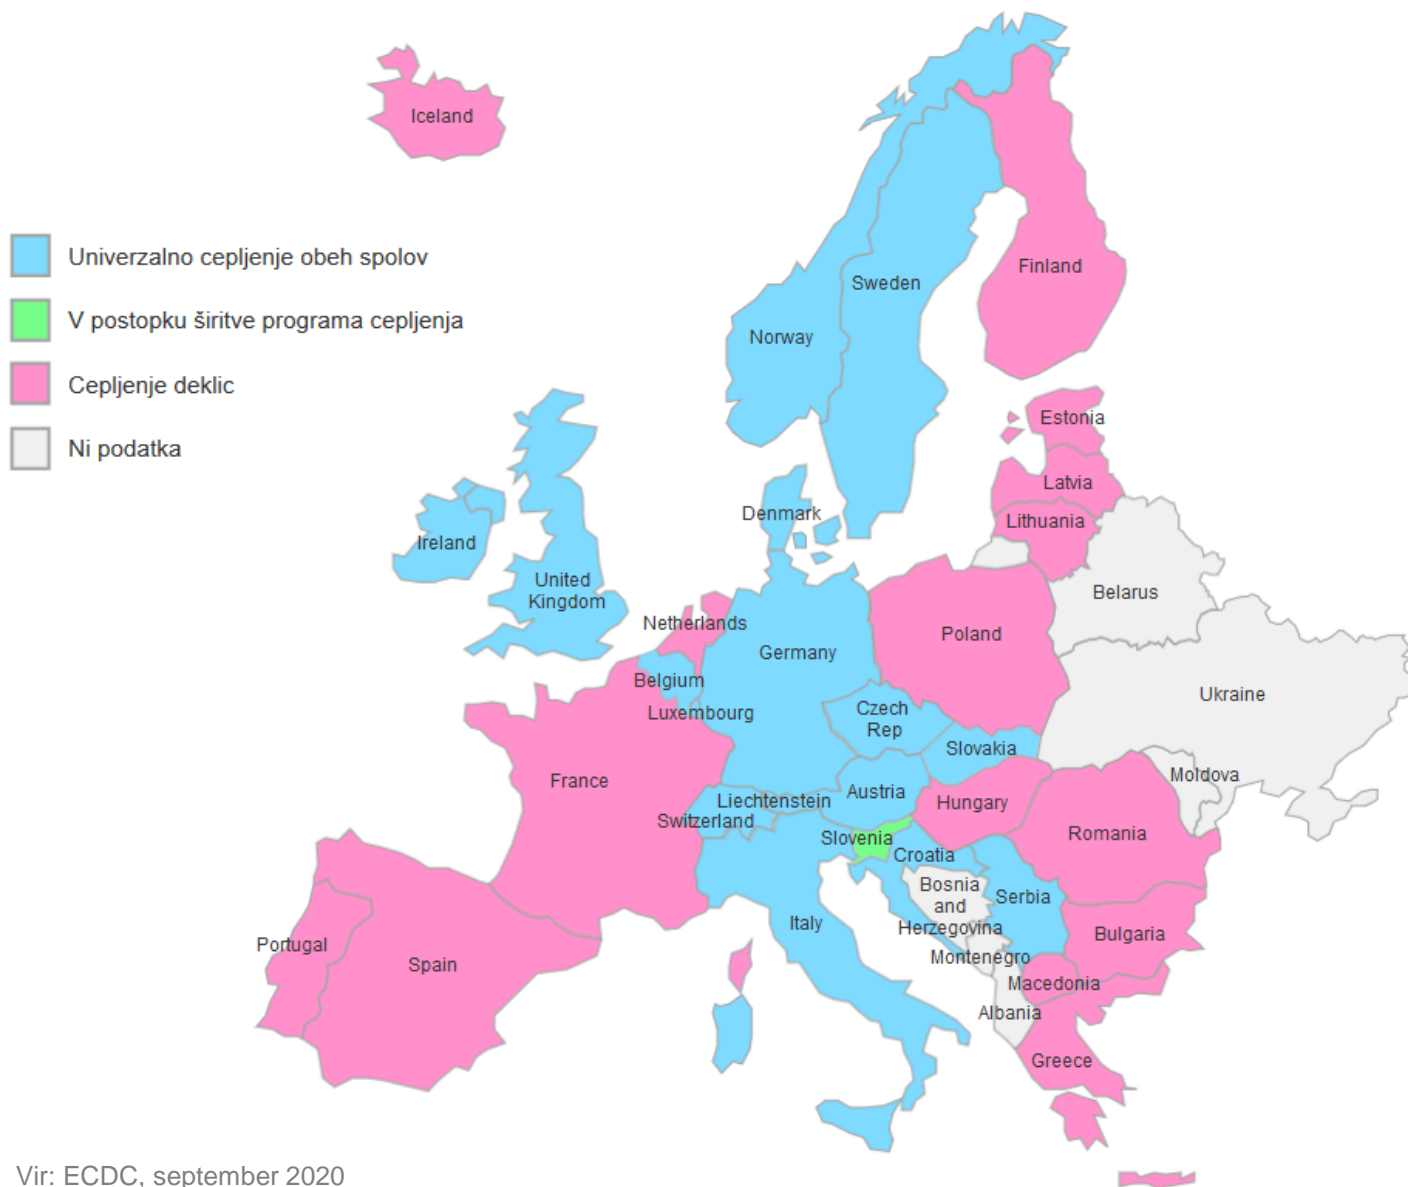 Iceland
Univerzalno cepljenje obeh spolov
V postopku širitve programa cepljenja
Cepljenje deklic
Ni podatka
Finland
Sweden
Norway
Estonia
Latvia
Lithuania
Denmark
Ireland
United
Kingdom
Belarus
Netherlands
Poland
Germany
Belgium
Ukraine
Luxembourg
Czech
Rep
Slovakia
Moldova
France
Austria
Liechtenstein
Hungary
Switzerland
Romania
Slovenia
Croatia
Bosnia
and
Herzegovina
Serbia
Italy
Bulgaria
Portugal
Spain
Montenegro
Macedonia
Albania
Greece
Vir: ECDC, september 2020